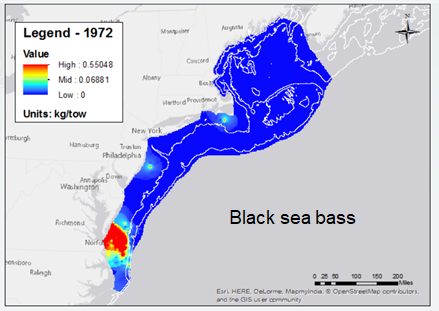 Legend - 1972
Value
High : 0.55048
Mid : 0.06881
Low : 0
Units: kg/tow
N
Montpelier
Augusta
Concord
Albany
Hartford Providence
New York
Trenton
Harrisburg
Philadelphia
Annapolis
Dover
Washington
Richmond
Norfolk
Raleigh
Black sea bass
0 25 50 100 150 200
Miles
Esri, HERE, DeLorme, MapmyIndia, © OpenStreetMap contributors,
and the GIS user community